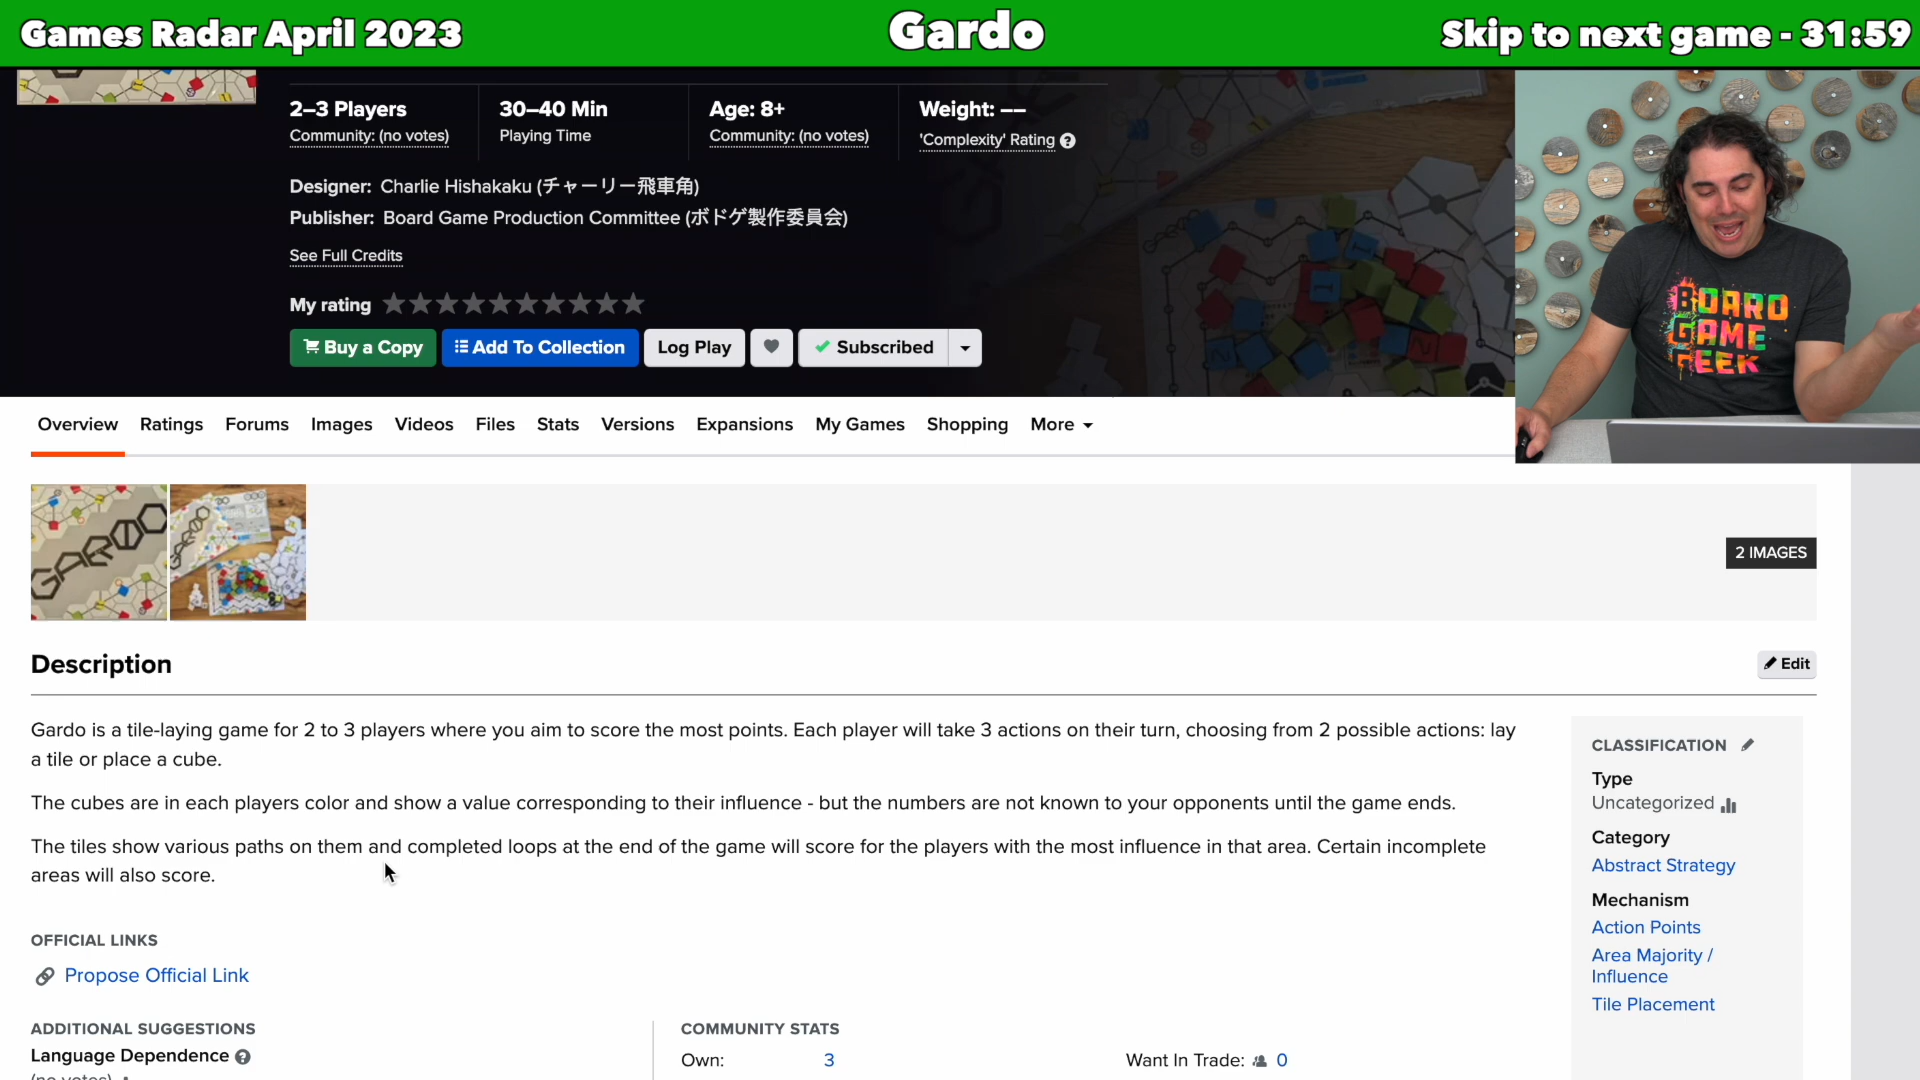 Games Radar April 2023
Gardo
Skip to next game - 31:59
2–3 Players
Community: (no votes)
30–40 Min
Playing Time
Age: 8+
Community: (no votes)
Weight: --
'Complexity' Rating
Designer: Charlie Hishakaku (チャーリー飛車角)
Publisher: Board Game Production Committee (ボドゲ製作委員会)
See Full Credits
My rating
Buy a Copy
Add To Collection
Log Play
Subscribed
BOARD
GAME
GEEK
Overview
Ratings
Forums
Images
Videos
Files
Stats
Versions
Expansions
My Games
Shopping
More
GARDO
GARDO
2 IMAGES
Description
Edit
Gardo is a tile-laying game for 2 to 3 players where you aim to score the most points. Each player will take 3 actions on their turn, choosing from 2 possible actions: lay
a tile or place a cube.
The cubes are in each players color and show a value corresponding to their influence - but the numbers are not known to your opponents until the game ends.
The tiles show various paths on them and completed loops at the end of the game will score for the players with the most influence in that area. Certain incomplete
areas will also score.
CLASSIFICATION
Type
Uncategorized
Category
Abstract Strategy
Mechanism
Action Points
Area Majority /
Influence
Tile Placement
OFFICIAL LINKS
Propose Official Link
ADDITIONAL SUGGESTIONS
Language Dependence
(no votes)
COMMUNITY STATS
Own: 3
Want In Trade: 0